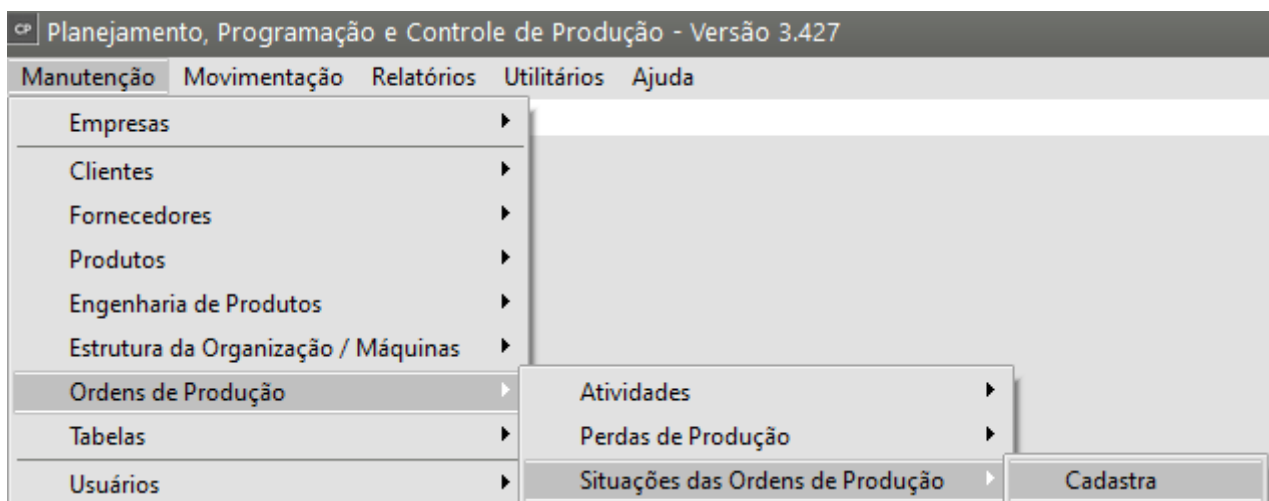 CP Planejamento, Programação e Controle de Produção - Versão 3.427
Manutenção Movimentação Relatórios Utilitários Ajuda
Empresas
Clientes
Fornecedores
Produtos
Engenharia de Produtos
Estrutura da Organização / Máquinas
Ordens de Produção Atividades
Tabelas Perdas de Produção
Usuários Situações das Ordens de Produção Cadastra